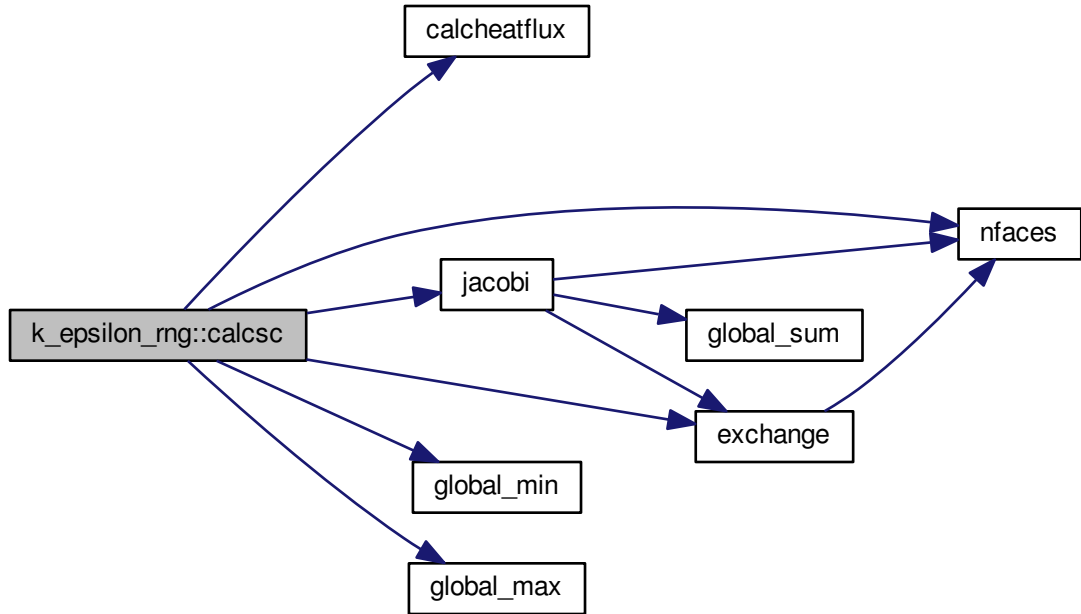 calcheatflux
nfaces
jacobi
k_epsilon_rng::calcsc
global_sum
exchange
global_min
global_max